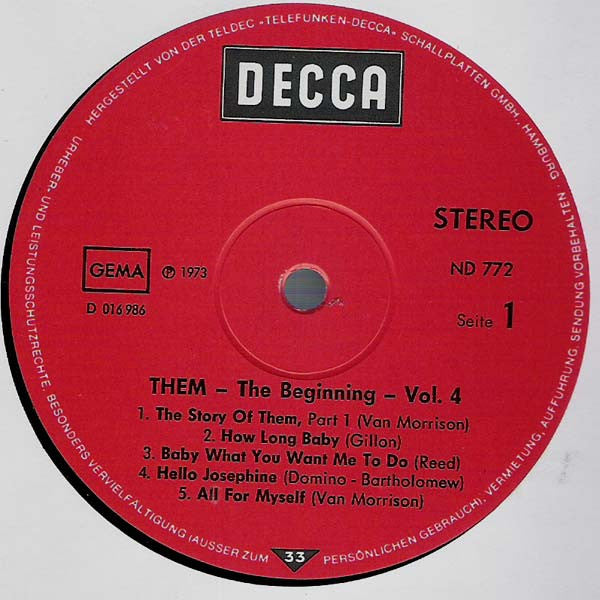 HERGESTELLT VON DER TELDEC »TELEFUNKEN-DECCA« SCHALLPLATTEN GMBH., HAMBURG
URHEBER- UND LEISTUNGSSCHUTZRECHTE, BESONDERS VERVIELFÄLTIGUNG (AUSSER ZUM PERSÖNLICHEN GEBRAUCH), VERMIETUNG, AUFFÜHRUNG, SENDUNG VORBEHALTEN
DECCA
STEREO
GEMA ℗ 1973 ND 772
D 016 986 Seite 1
THEM – The Beginning – Vol. 4
1. The Story Of Them, Part 1 (Van Morrison)
2. How Long Baby (Gillon)
3. Baby What You Want Me To Do (Reed)
4. Hello Josephine (Domino - Bartholomew)
5. All For Myself (Van Morrison)
33